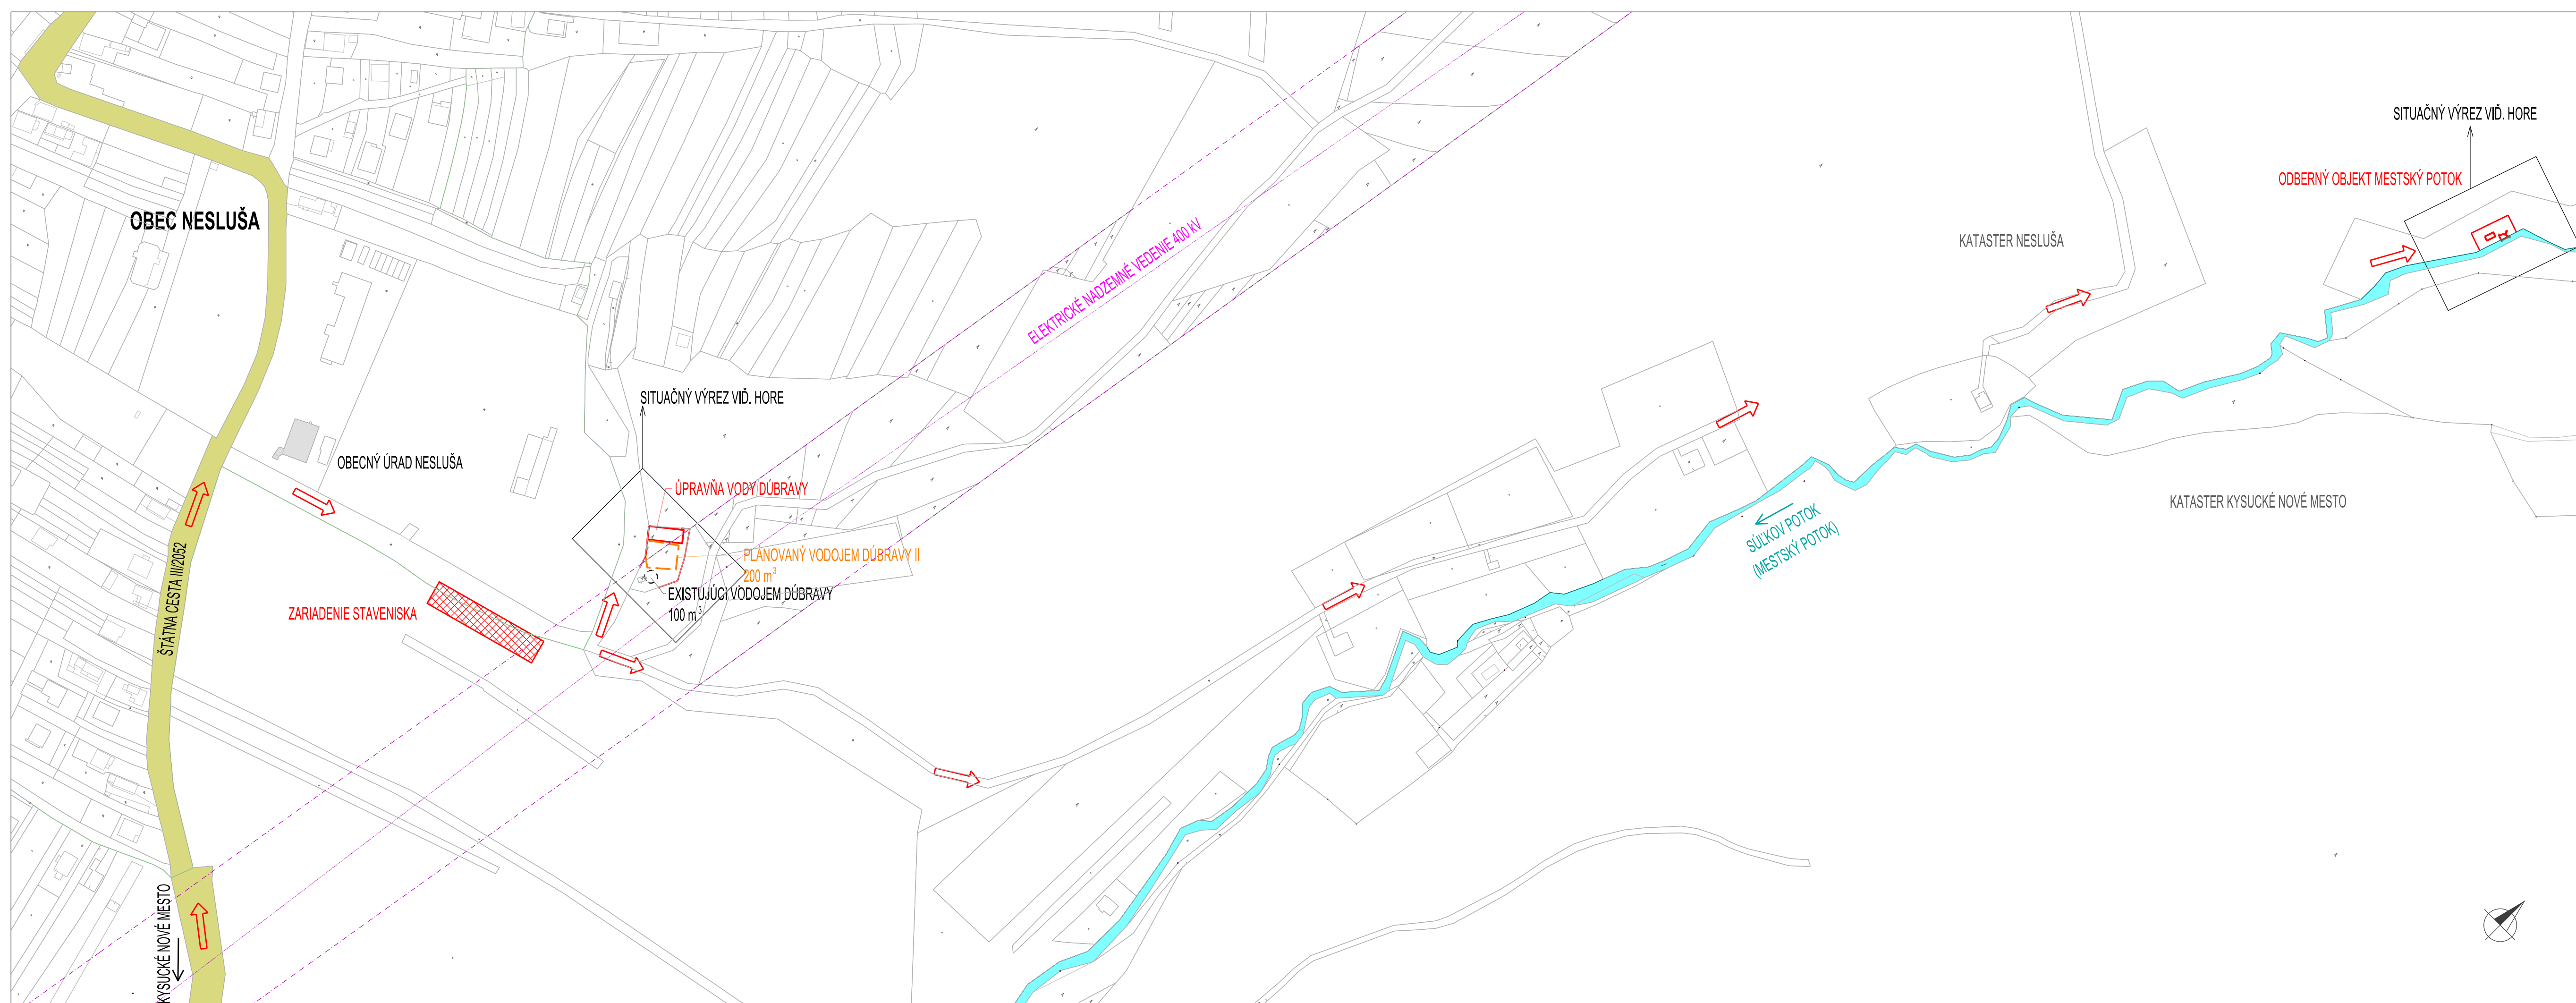 SITUAČNÝ VÝREZ VIĎ. HORE
ODBERNÝ OBJEKT MESTSKÝ POTOK
OBEC NESLUŠA
KATASTER NESLUŠA
ELEKTRICKÉ NADZEMNÉ VEDENIE 400 kV
SITUAČNÝ VÝREZ VIĎ. HORE
OBECNÝ ÚRAD NESLUŠA
ÚPRAVŇA VODY DÚBRAVY
KATASTER KYSUCKÉ NOVÉ MESTO
SÚĽKOV POTOK
(MESTSKÝ POTOK)
PLÁNOVANÝ VODOJEM DÚBRAVY II
200 m³
EXISTUJÚCI VODOJEM DÚBRAVY
100 m³
ŠTÁTNA CESTA III/2052
ZARIADENIE STAVENISKA
KYSUCKÉ NOVÉ MESTO